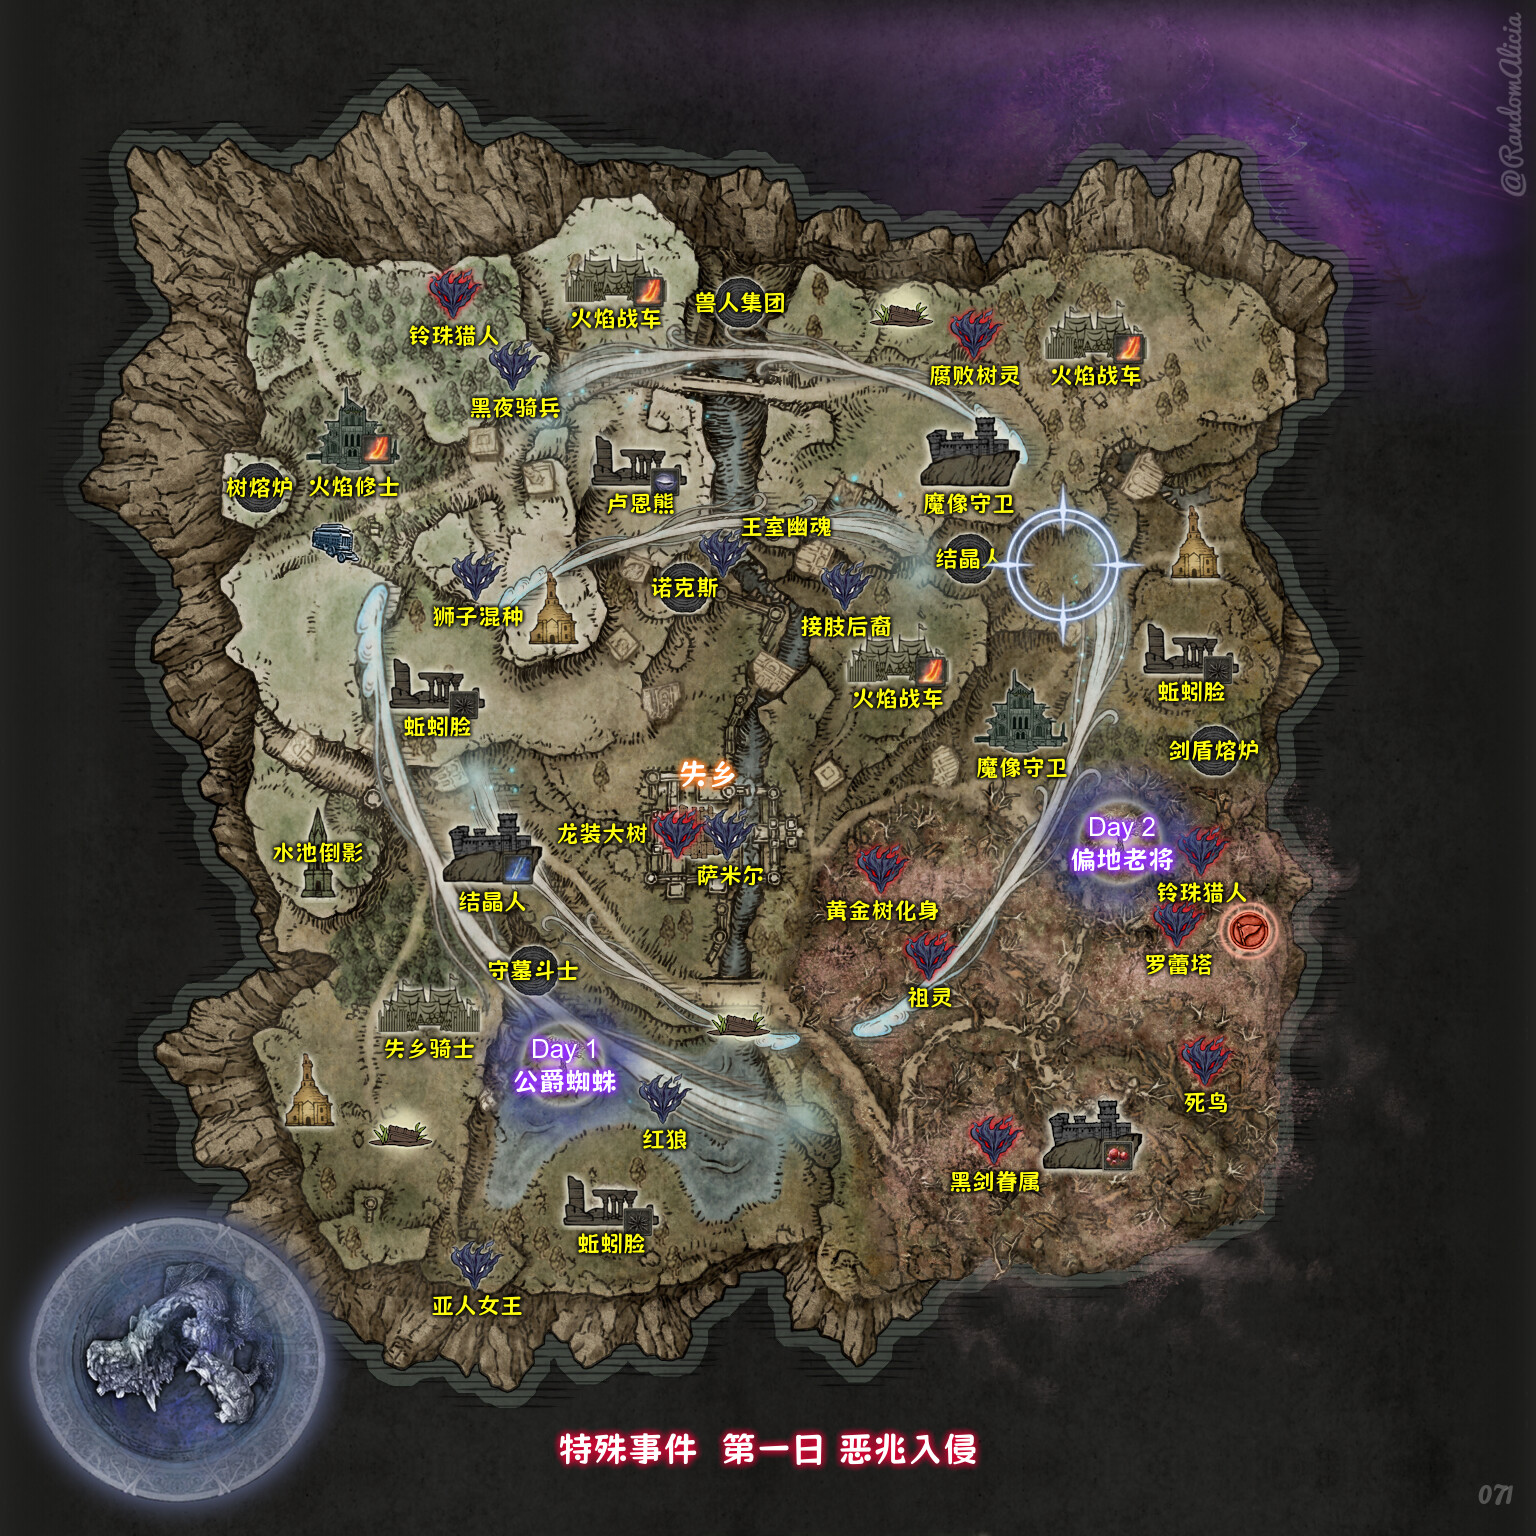 @RandomAlicia
火焰战车
兽人集团
铃珠猎人
腐败树灵
火焰战车
黑夜骑兵
树熔炉
火焰修士
卢恩熊
魔像守卫
王室幽魂
结晶人
诺克斯
狮子混种
接肢后裔
火焰战车
蚯蚓脸
蚯蚓脸
剑盾熔炉
魔像守卫
失乡
龙装大树
萨米尔
水池倒影
Day 2
偏地老将
铃珠猎人
结晶人
黄金树化身
罗蕾塔
守墓斗士
祖灵
失乡骑士
Day 1
公爵蜘蛛
死鸟
红狼
黑剑眷属
蚯蚓脸
亚人女王
特殊事件 第一日 恶兆入侵
071